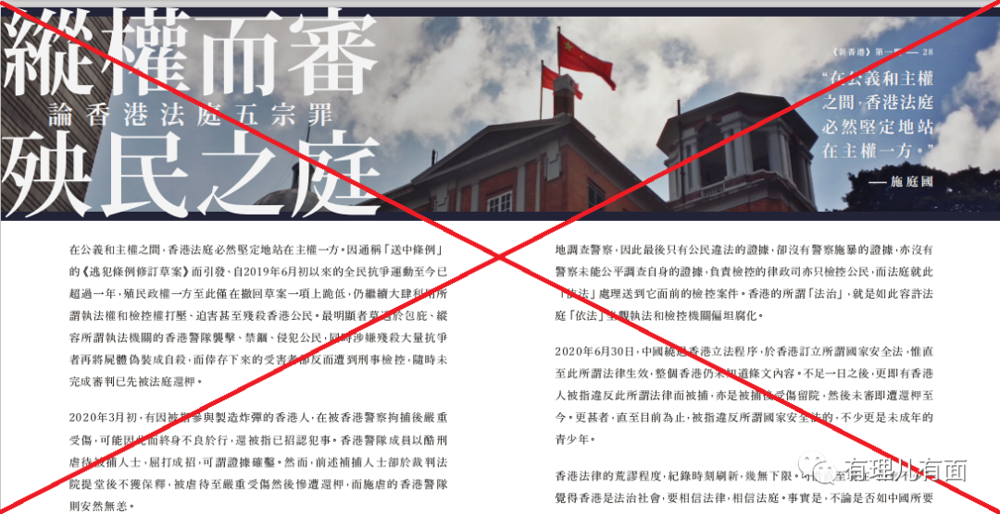 縱權而審
論香港法庭五宗罪
殃民之庭
《新香港》第一期 — 28
“在公義和主權
之間，香港法庭
必然堅定地站
在主權一方。”
— 施庭國
在公義和主權之間，香港法庭必然堅定地站在主權一方。因通稱「送中條例」
的《逃犯條例修訂草案》而引發、自2019年6月初以來的全民抗爭運動至今已
超過一年，殖民政權一方至此僅在撤回草案一項上跪低，仍繼續大肆利用所
謂執法權和檢控權打壓、迫害甚至殘殺香港公民。最明顯者莫過於包庇、縱
容所謂執法機關的香港警隊襲擊、禁錮、侵犯公民，同時涉嫌殘殺大量抗爭
者再將屍體偽裝成自殺，而倖存下來的受害者卻反而遭到刑事檢控，隨時未
完成審判已先被法庭還柙。
2020年3月初，有因被指參與製造炸彈的香港人，在被香港警察拘捕後嚴重
受傷，可能因此而終身不良於行，還被指已招認犯事。香港警隊成員以酷刑
虐待被捕人士，屈打成招，可謂證據確鑿。然而，前述被捕人士卻於裁判法
院提堂後不獲保釋，被虐待至嚴重受傷然後慘遭還柙，而施虐的香港警隊
則安然無恙。
地調查警察，因此最後只有公民違法的證據，卻沒有警察施暴的證據，亦沒有
警察未能公平調查自身的證據，負責檢控的律政司亦只檢控公民，而法庭就此
「依法」處理送到它面前的檢控案件。香港的所謂「法治」，就是如此容許法
庭「依法」坐觀執法和檢控機關偏坦腐化。
2020年6月30日，中國繞過香港立法程序，於香港訂立所謂國家安全法，惟直
至此所謂法律生效，整個香港仍未知道條文內容。不足一日之後，更即有香港
人被指違反此所謂法律而被捕，亦是被捕後受傷留院，然後未審即遭還柙至
今。更甚者，直至目前為止，被指違反所謂國家安全法的，不少更是未成年的
青少年。
香港法律的荒謬程度，紀錄時刻刷新，幾無下限。
覺得香港是法治社會，要相信法律，相信法庭。事實是，不論是否如中國所要
有理儿有面